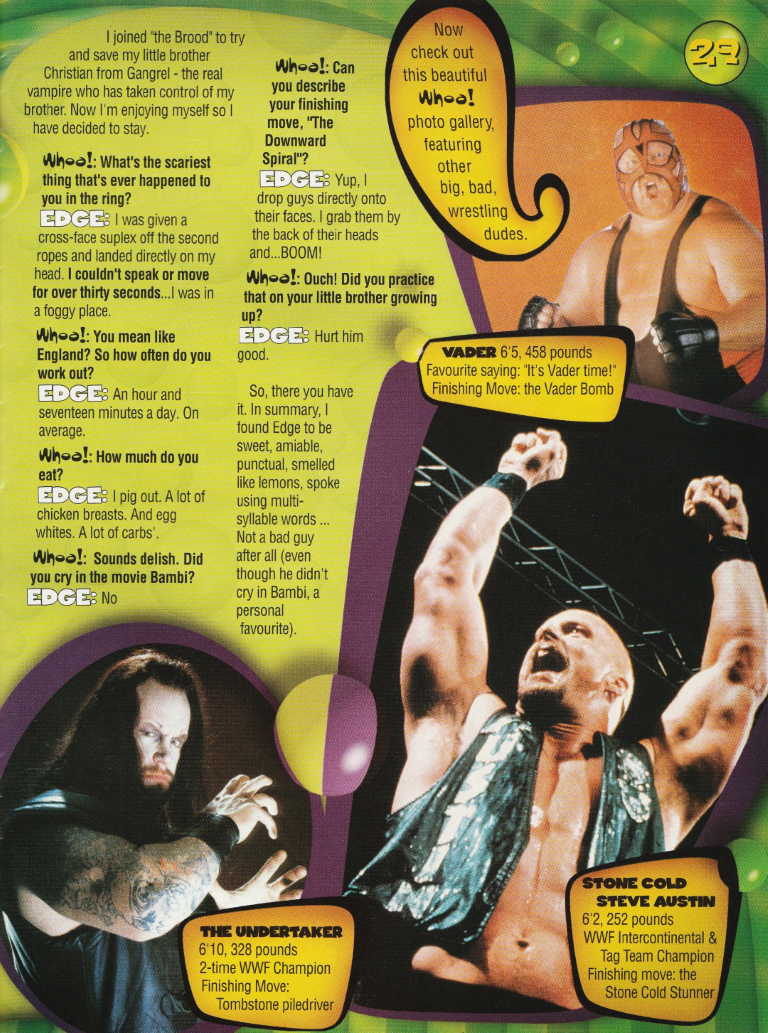 I joined "the Brood" to try
and save my little brother
Christian from Gangrel - the real
vampire who has taken control of my
brother. Now I'm enjoying myself so I
have decided to stay.
Whoa!: What's the scariest
thing that's ever happened to
you in the ring?
EDGE: I was given a
cross-face suplex off the second
ropes and landed directly on my
head. I couldn't speak or move
for over thirty seconds...I was in
a foggy place.
Whoa!: You mean like
England? So how often do you
work out?
EDGE: An hour and
seventeen minutes a day. On
average.
Whoa!: How much do you
eat?
EDGE: I pig out. A lot of
chicken breasts. And egg
whites. A lot of carbs'.
Whoa!: Sounds delish. Did
you cry in the movie Bambi?
EDGE: No
Whoa!: Can
you describe
your finishing
move, "The
Downward
Spiral"?
EDGE: Yup, I
drop guys directly onto
their faces. I grab them by
the back of their heads
and...BOOM!
Whoa!: Ouch! Did you practice
that on your little brother growing
up?
EDGE: Hurt him
good.
So, there you have
it. In summary, I
found Edge to be
sweet, amiable,
punctual, smelled
like lemons, spoke
using multi-
syllable words ...
Not a bad guy
after all (even
though he didn't
cry in Bambi, a
personal
favourite).
Now
check out
this beautiful
Whoa!
photo gallery,
featuring
other
big, bad,
wrestling
dudes.
29
VADER 6'5, 458 pounds
Favourite saying: "It's Vader time!"
Finishing Move: the Vader Bomb
THE UNDERTAKER
6'10, 328 pounds
2-time WWF Champion
Finishing Move:
Tombstone piledriver
STONE COLD
STEVE AUSTIN
6'2, 252 pounds
WWF Intercontinental &
Tag Team Champion
Finishing move: the
Stone Cold Stunner